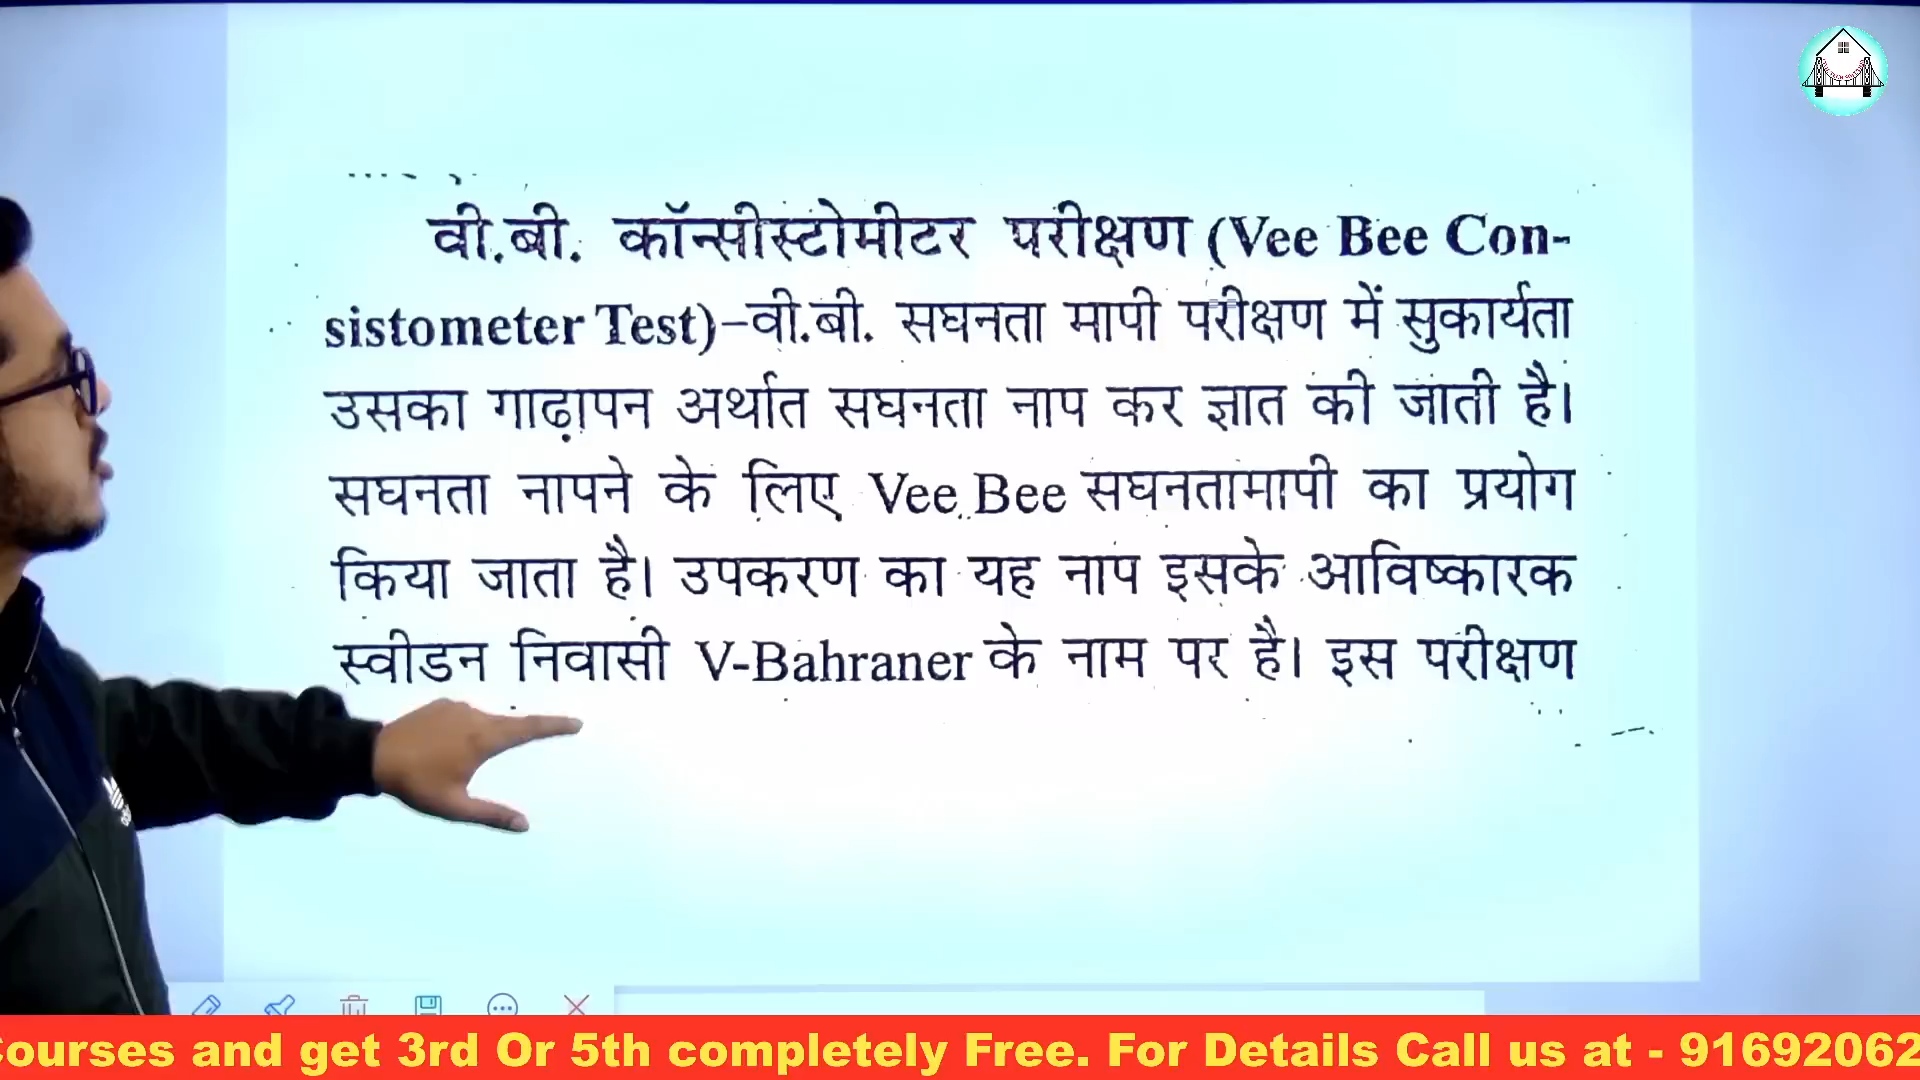 वी.बी. कॉन्सीस्टोमीटर परीक्षण (Vee Bee Con-
sistometer Test)–वी.बी. सघनता मापी परीक्षण में सुकार्यता
उसका गाढ़ापन अर्थात सघनता नाप कर ज्ञात की जाती है।
सघनता नापने के लिए Vee Bee सघनतामापी का प्रयोग
किया जाता है। उपकरण का यह नाप इसके आविष्कारक
स्वीडन निवासी V-Bahraner के नाम पर है। इस परीक्षण
ourses and get 3rd Or 5th completely Free. For Details Call us at - 91692062